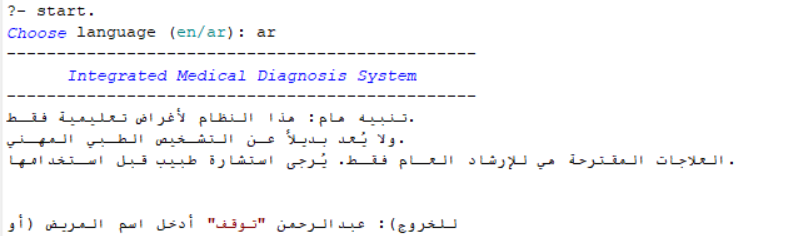 ?- start.
Choose language (en/ar): ar
-----------------------------------------------
Integrated Medical Diagnosis System
-----------------------------------------------
تنبيه هام: هذا النظام لأغراض تعليمية فقط.
ولا يُعد بديلاً عن التشخيص الطبي المهني.
العلاجات المقترحة هي للإرشاد العام فقط. يُرجى استشارة طبيب قبل استخدامها.
أدخل اسم المريض (أو "توقف" للخروج): عبدالرحمن